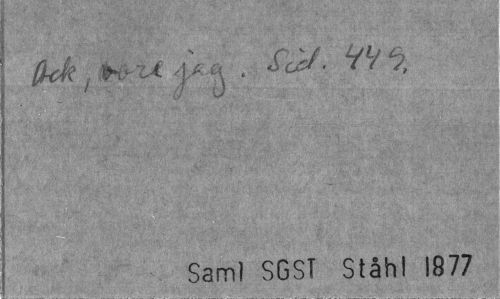 Ack, vore jag. Sid. 449.
Saml SGST Ståhl 1877